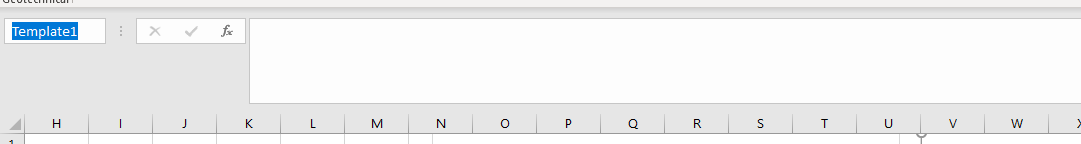 Template1 fx
H I J K L M N O P Q R S T U V W X
1